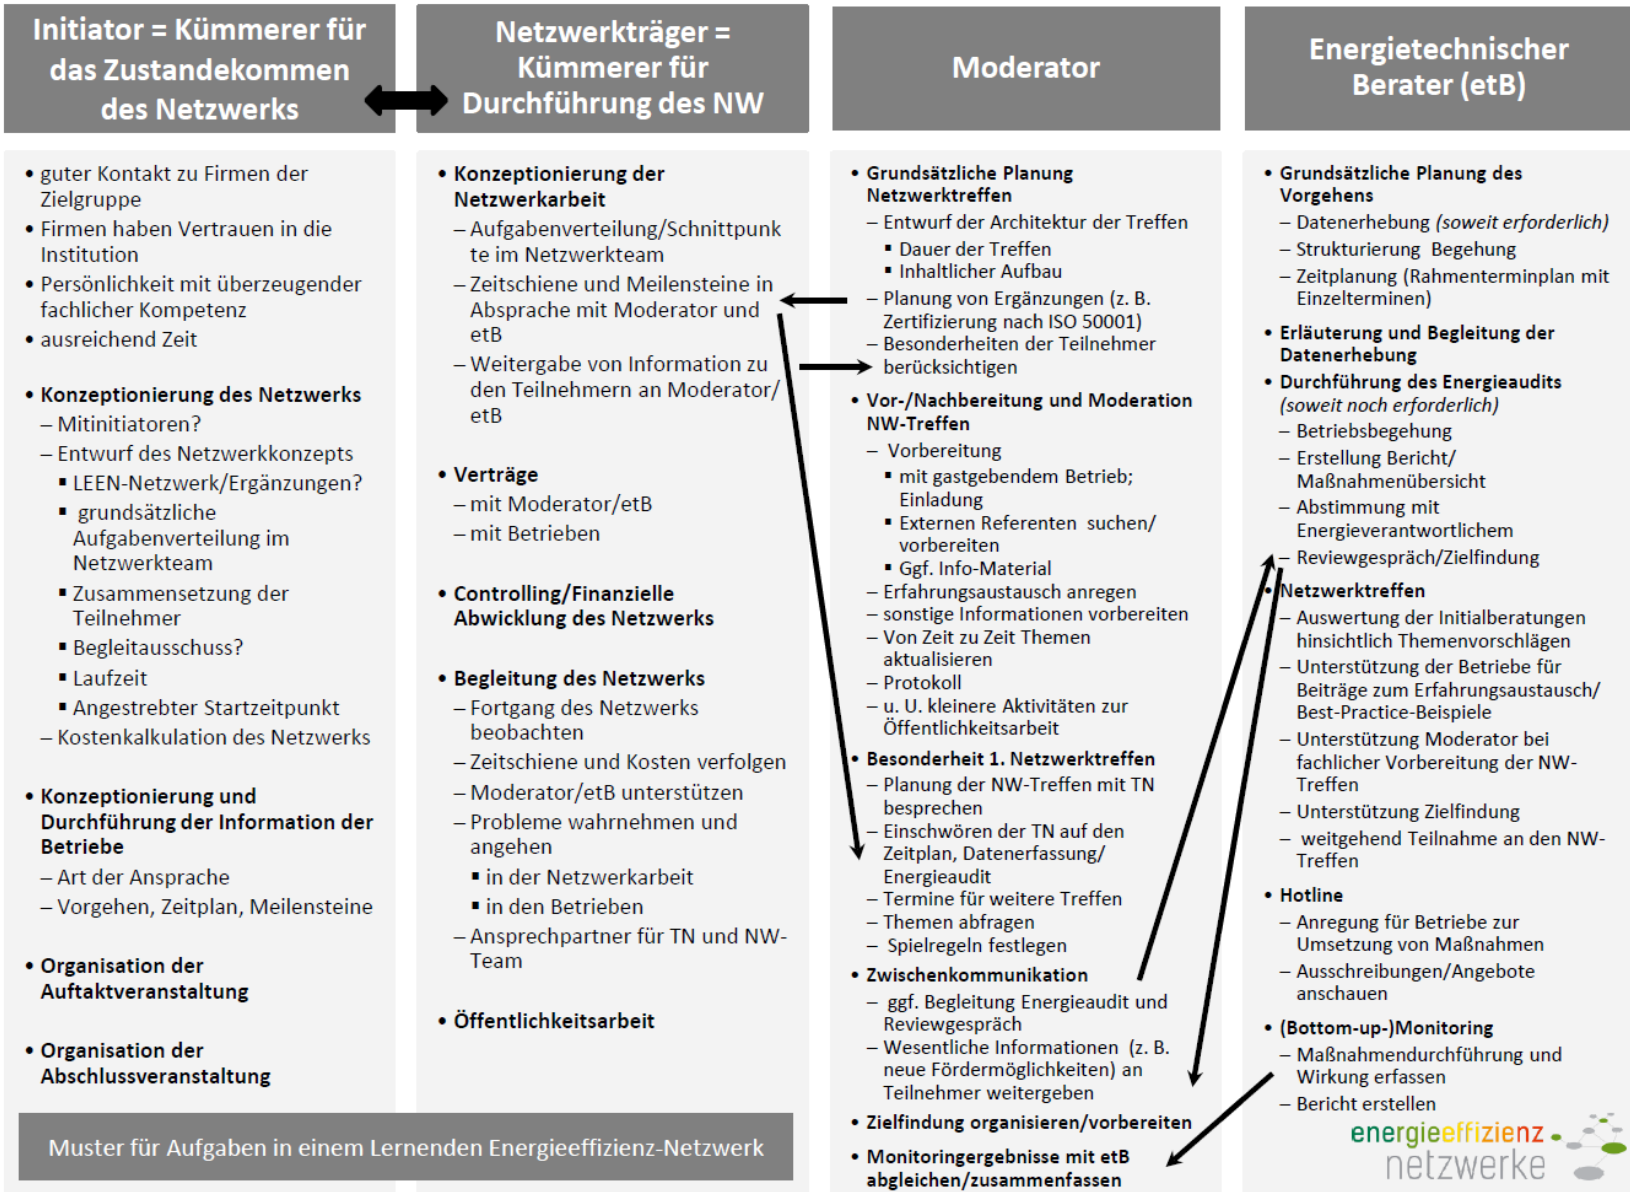 Initiator = Kümmerer für
das Zustandekommen
des Netzwerks
• guter Kontakt zu Firmen der
Zielgruppe
• Firmen haben Vertrauen in die
Institution
• Persönlichkeit mit überzeugender
fachlicher Kompetenz
• ausreichend Zeit
• Konzeptionierung des Netzwerks
– Mitinitiatoren?
– Entwurf des Netzwerkkonzepts
▪ LEEN-Netzwerk/Ergänzungen?
▪ grundsätzliche
Aufgabenverteilung im
Netzwerkteam
▪ Zusammensetzung der
Teilnehmer
▪ Begleitausschuss?
▪ Laufzeit
▪ Angestrebter Startzeitpunkt
– Kostenkalkulation des Netzwerks
• Konzeptionierung und
Durchführung der Information der
Betriebe
– Art der Ansprache
– Vorgehen, Zeitplan, Meilensteine
• Organisation der
Auftaktveranstaltung
• Organisation der
Abschlussveranstaltung
Netzwerkträger =
Kümmerer für
Durchführung des NW
• Konzeptionierung der
Netzwerkarbeit
– Aufgabenverteilung/Schnittpunk
te im Netzwerkteam
– Zeitschiene und Meilensteine in
Absprache mit Moderator und
etB
– Weitergabe von Information zu
den Teilnehmern an Moderator/
etB
• Verträge
– mit Moderator/etB
– mit Betrieben
• Controlling/Finanzielle
Abwicklung des Netzwerks
• Begleitung des Netzwerks
– Fortgang des Netzwerks
beobachten
– Zeitschiene und Kosten verfolgen
– Moderator/etB unterstützen
– Probleme wahrnehmen und
angehen
▪ in der Netzwerkarbeit
▪ in den Betrieben
– Ansprechpartner für TN und NW-
Team
• Öffentlichkeitsarbeit
Moderator
• Grundsätzliche Planung
Netzwerktreffen
– Entwurf der Architektur der Treffen
▪ Dauer der Treffen
▪ Inhaltlicher Aufbau
– Planung von Ergänzungen (z. B.
Zertifizierung nach ISO 50001)
– Besonderheiten der Teilnehmer
berücksichtigen
• Vor-/Nachbereitung und Moderation
NW-Treffen
– Vorbereitung
▪ mit gastgebendem Betrieb;
Einladung
▪ Externen Referenten suchen/
vorbereiten
▪ Ggf. Info-Material
– Erfahrungsaustausch anregen
– sonstige Informationen vorbereiten
– Von Zeit zu Zeit Themen
aktualisieren
– Protokoll
– u. U. kleinere Aktivitäten zur
Öffentlichkeitsarbeit
• Besonderheit 1. Netzwerktreffen
– Planung der NW-Treffen mit TN
besprechen
– Einschwören der TN auf den
Zeitplan, Datenerfassung/
Energieaudit
– Termine für weitere Treffen
– Themen abfragen
– Spielregeln festlegen
• Zwischenkommunikation
– ggf. Begleitung Energieaudit und
Reviewgespräch
– Wesentliche Informationen (z. B.
neue Fördermöglichkeiten) an
Teilnehmer weitergeben
• Zielfindung organisieren/vorbereiten
• Monitoringergebnisse mit etB
abgleichen/zusammenfassen
Energietechnischer
Berater (etB)
• Grundsätzliche Planung des
Vorgehens
– Datenerhebung (soweit erforderlich)
– Strukturierung Begehung
– Zeitplanung (Rahmenterminplan mit
Einzelterminen)
• Erläuterung und Begleitung der
Datenerhebung
• Durchführung des Energieaudits
(soweit noch erforderlich)
– Betriebsbegehung
– Erstellung Bericht/
Maßnahmenübersicht
– Abstimmung mit
Energieverantwortlichem
– Reviewgespräch/Zielfindung
• Netzwerktreffen
– Auswertung der Initialberatungen
hinsichtlich Themenvorschlägen
– Unterstützung der Betriebe für
Beiträge zum Erfahrungsaustausch/
Best-Practice-Beispiele
– Unterstützung Moderator bei
fachlicher Vorbereitung der NW-
Treffen
– Unterstützung Zielfindung
– weitgehend Teilnahme an den NW-
Treffen
• Hotline
– Anregung für Betriebe zur
Umsetzung von Maßnahmen
– Ausschreibungen/Angebote
anschauen
• (Bottom-up-)Monitoring
– Maßnahmendurchführung und
Wirkung erfassen
– Bericht erstellen
Muster für Aufgaben in einem Lernenden Energieeffizienz-Netzwerk
energieeffizienz
netzwerke